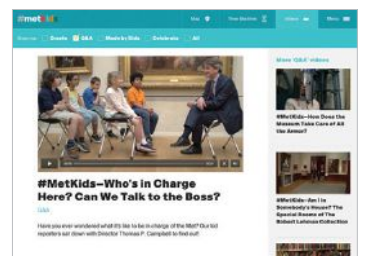 #metkids
Map
Time Machine
Videos
Menu
Create
Q&A
Made by Kids
Celebrate
All
More 'Q&A' videos
#MetKids—How Does the
Museum Take Care of All
the Armor?
#MetKids—Who's in Charge
Here? Can We Talk to the Boss?
Q&A
Have you ever wondered what it's like to be in charge of the Met? Our kid
reporters sat down with Director Thomas P. Campbell to find out!
#MetKids—Am I in
Somebody's House? The
Special Rooms of The
Robert Lehman Collection